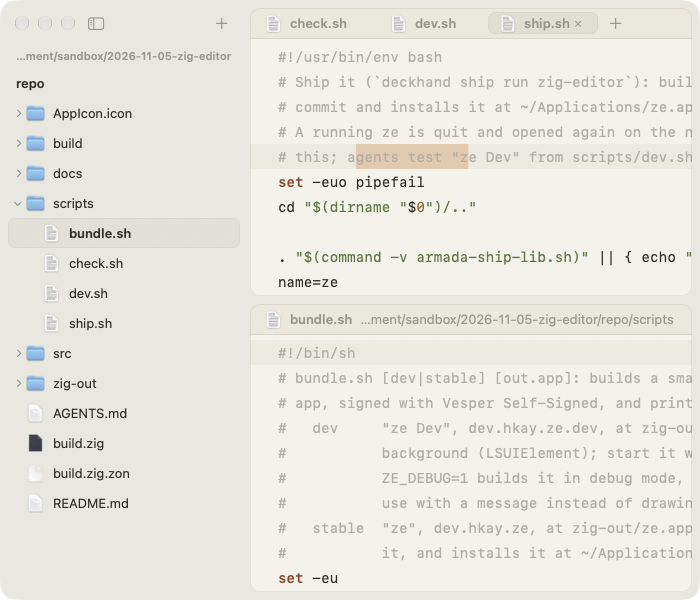 ...ment/sandbox/2026-11-05-zig-editor
repo
AppIcon.icon
build
docs
scripts
bundle.sh
check.sh
dev.sh
ship.sh
src
zig-out
AGENTS.md
build.zig
build.zig.zon
README.md
check.sh dev.sh ship.sh × +
#!/usr/bin/env bash
# Ship it (`deckhand ship run zig-editor`): buil
# commit and installs it at ~/Applications/ze.ap
# A running ze is quit and opened again on the n
# this; agents test "ze Dev" from scripts/dev.sh
set -euo pipefail
cd "$(dirname "$0")/.."
. "$(command -v armada-ship-lib.sh)" || { echo "
name=ze
bundle.sh ...ment/sandbox/2026-11-05-zig-editor/repo/scripts
#!/bin/sh
# bundle.sh [dev|stable] [out.app]: builds a sma
# app, signed with Vesper Self-Signed, and print
#   dev     "ze Dev", dev.hkay.ze.dev, at zig-ou
#           background (LSUIElement); start it w
#           ZE_DEBUG=1 builds it in debug mode,
#           use with a message instead of drawin
#   stable  "ze", dev.hkay.ze, at zig-out/ze.app
#           it, and installs it at ~/Application
set -eu